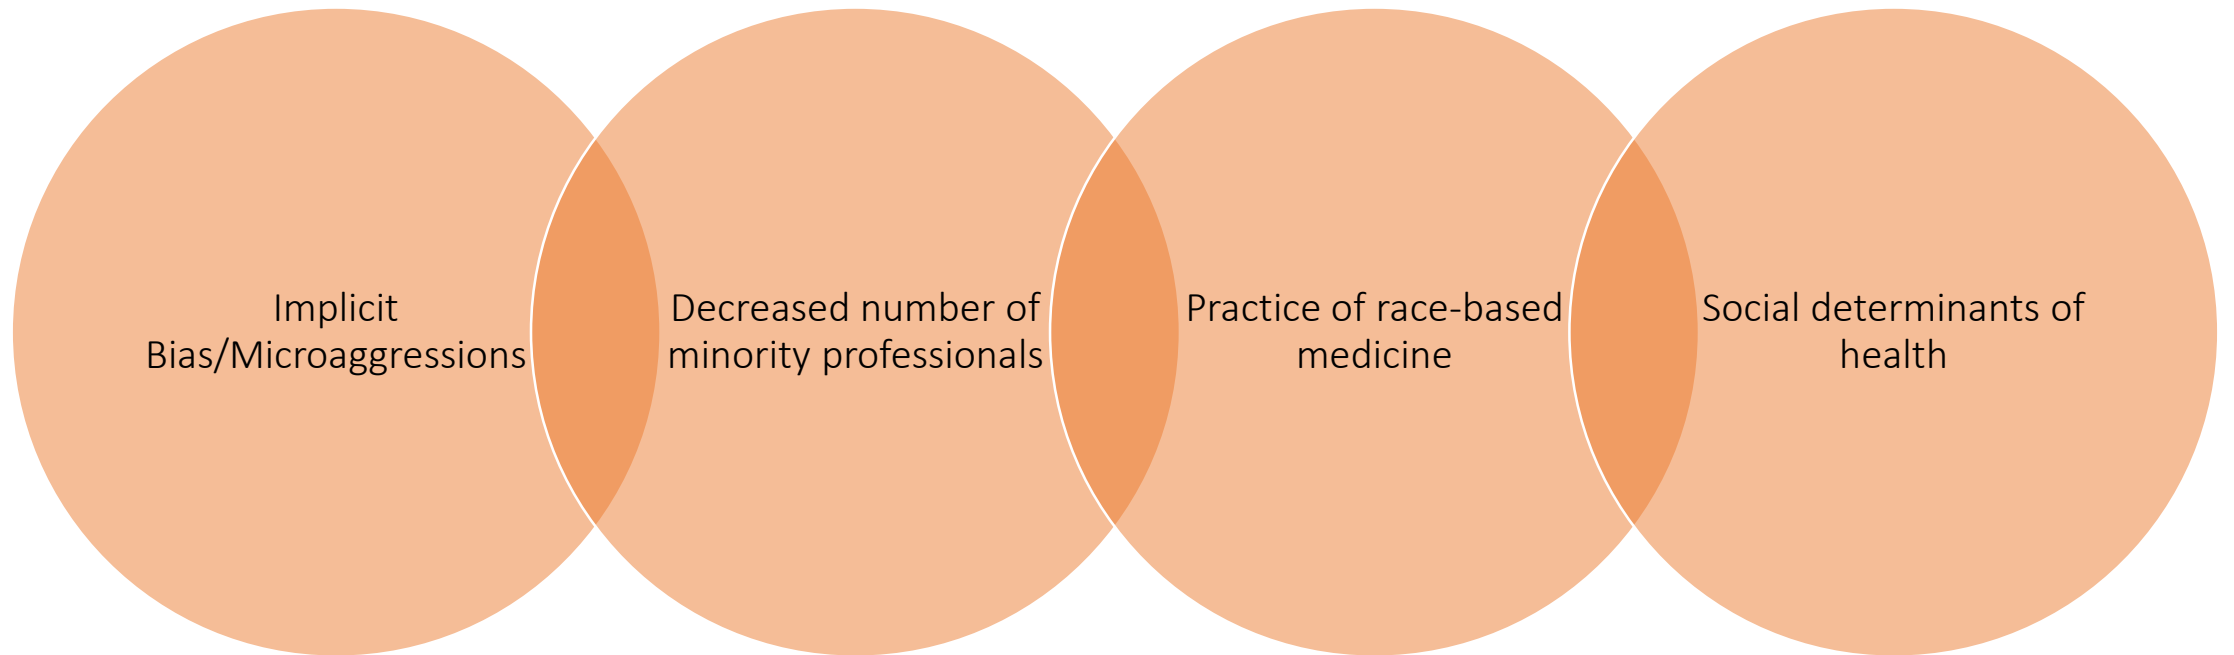 Implicit
Bias/Microaggressions
Decreased number of
minority professionals
Practice of race-based
medicine
Social determinants of
health